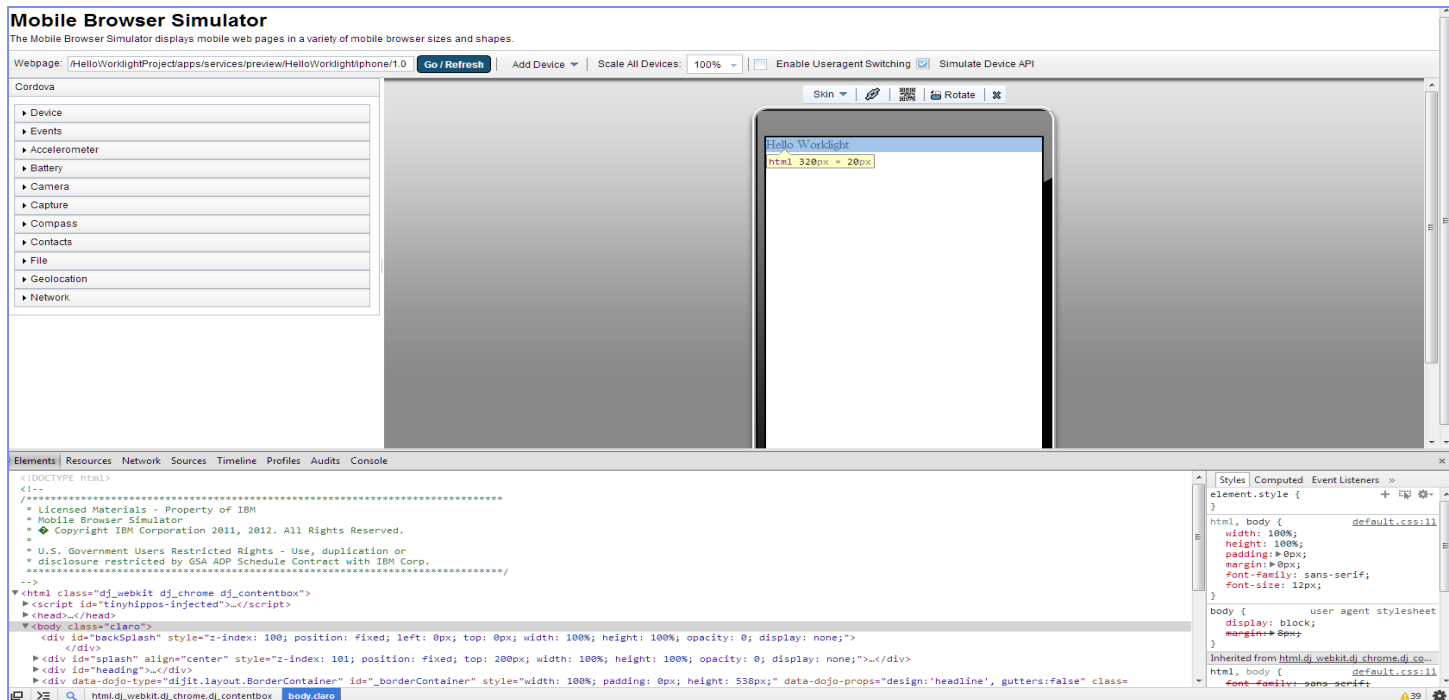 Mobile Browser Simulator
The Mobile Browser Simulator displays mobile web pages in a variety of mobile browser sizes and shapes.
Webpage: /HelloWorklightProject/apps/services/preview/HelloWorklight/iphone/1.0 Go / Refresh Add Device Scale All Devices: 100% Enable Useragent Switching Simulate Device API
Cordova
Device
Events
Accelerometer
Battery
Camera
Capture
Compass
Contacts
File
Geolocation
Network
Skin Rotate
Hello Worklight
html 320px × 20px
Elements Resources Network Sources Timeline Profiles Audits Console
<!DOCTYPE html>
<!--
/******************************************************************************
* Licensed Materials - Property of IBM
* Mobile Browser Simulator
* � Copyright IBM Corporation 2011, 2012. All Rights Reserved.
*
* U.S. Government Users Restricted Rights - Use, duplication or
* disclosure restricted by GSA ADP Schedule Contract with IBM Corp.
******************************************************************************/
-->
<html class="dj_webkit dj_chrome dj_contentbox">
<script id="tinyhippos-injected">…</script>
<head>…</head>
<body class="claro">
<div id="backSplash" style="z-index: 100; position: fixed; left: 0px; top: 0px; width: 100%; height: 100%; opacity: 0; display: none;">
</div>
<div id="splash" align="center" style="z-index: 101; position: fixed; top: 200px; width: 100%; height: 100%; opacity: 0; display: none;">…</div>
<div id="heading">…</div>
<div data-dojo-type="dijit.layout.BorderContainer" id="_borderContainer" style="width: 100%; padding: 0px; height: 538px;" data-dojo-props="design:'headline', gutters:false" class=
html.dj_webkit.dj_chrome.dj_contentbox body.claro
Styles Computed Event Listeners »
element.style {
}
html, body { default.css:11
width: 100%;
height: 100%;
padding: 0px;
margin: 0px;
font-family: sans-serif;
font-size: 12px;
}
body { user agent stylesheet
display: block;
margin: 8px;
}
Inherited from html.dj_webkit.dj_chrome.dj_co…
html, body { default.css:11
font-family: sans-serif;
39